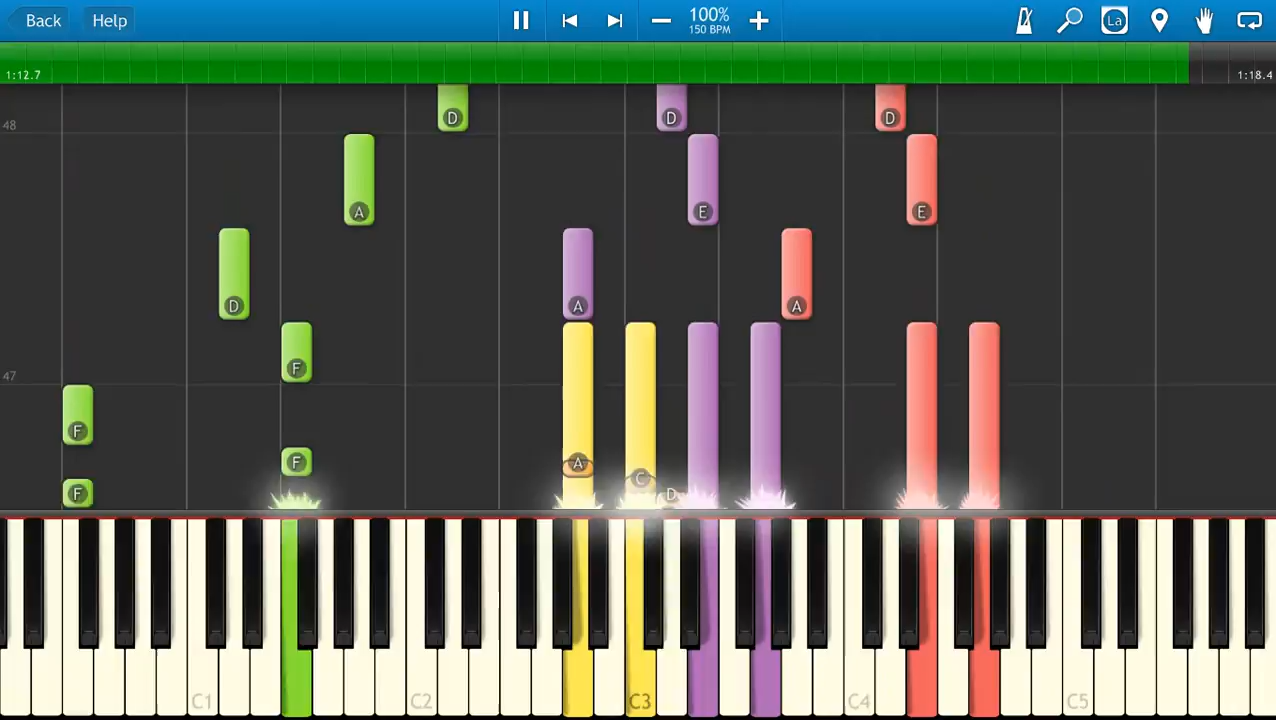 Back Help 100% La
150 BPM
1:12.7 1:18.4
D D D
48
A E E
D A A
F
47
F
F A
C
F D
C1 C2 C3 C4 C5